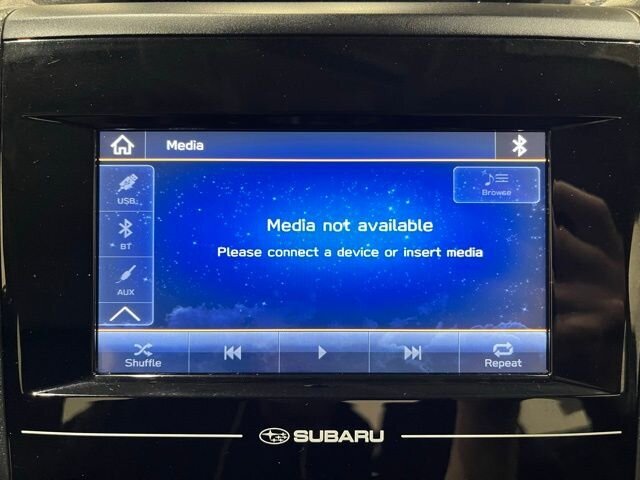 Media
USB
BT
AUX
Browse
Media not available
Please connect a device or insert media
Shuffle
Repeat
SUBARU